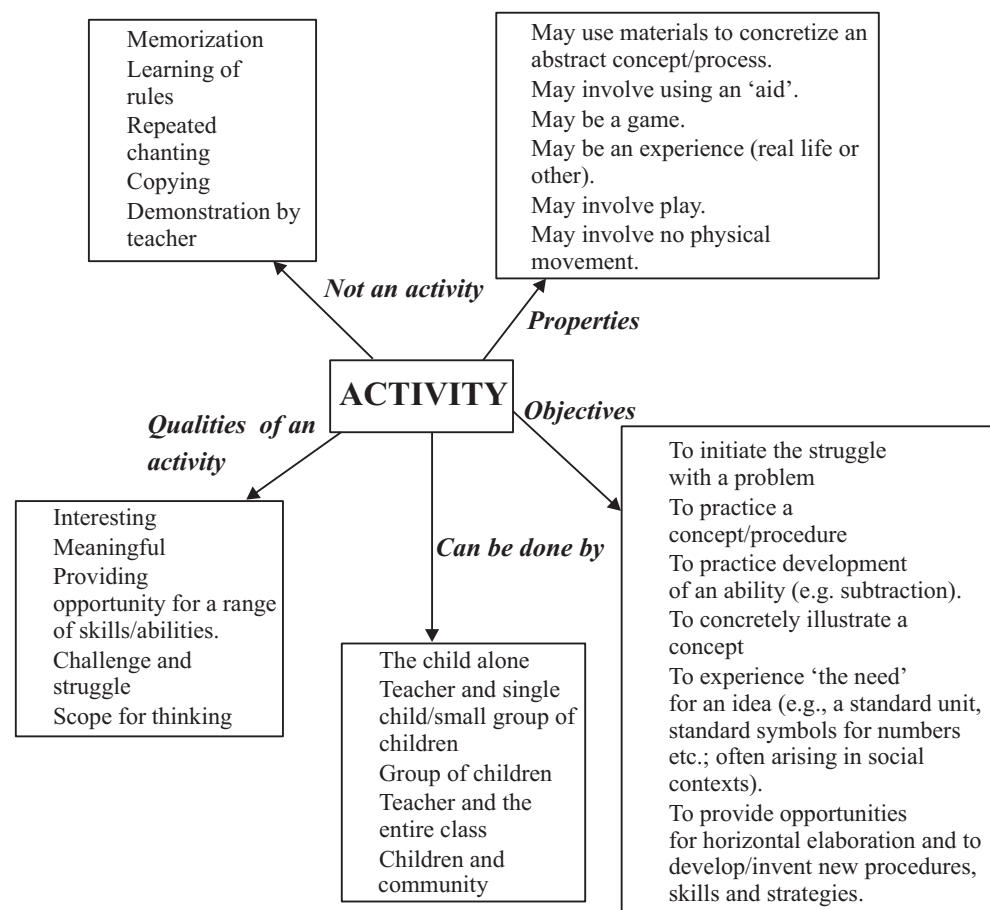 Memorization
Learning of
rules
Repeated
chanting
Copying
Demonstration by
teacher
May use materials to concretize an
abstract concept/process.
May involve using an ‘aid’.
May be a game.
May be an experience (real life or
other).
May involve play.
May involve no physical
movement.
Not an activity
Properties
ACTIVITY
Qualities of an
activity
Objectives
Can be done by
Interesting
Meaningful
Providing
opportunity for a range
of skills/abilities.
Challenge and
struggle
Scope for thinking
The child alone
Teacher and single
child/small group of
children
Group of children
Teacher and the
entire class
Children and
community
To initiate the struggle
with a problem
To practice a
concept/procedure
To practice development
of an ability (e.g. subtraction).
To concretely illustrate a
concept
To experience ‘the need’
for an idea (e.g., a standard unit,
standard symbols for numbers
etc.; often arising in social
contexts).
To provide opportunities
for horizontal elaboration and to
develop/invent new procedures,
skills and strategies.